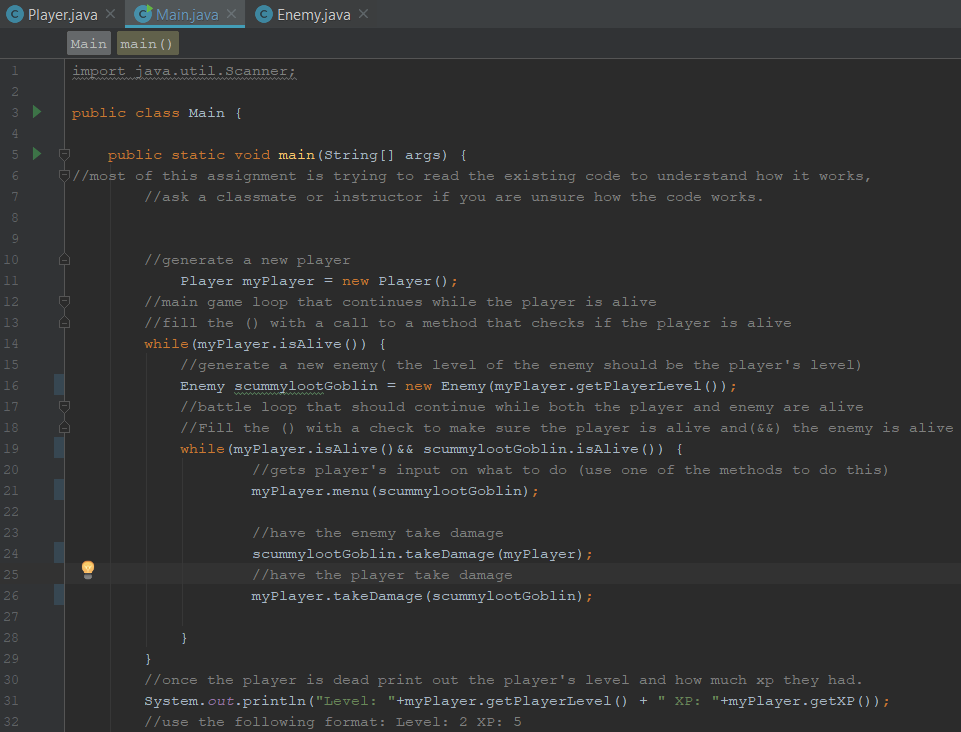 Player.java Main.java Enemy.java
Main main()
1 import java.util.Scanner;
2
3 public class Main {
4
5 public static void main(String[] args) {
6 //most of this assignment is trying to read the existing code to understand how it works,
7 //ask a classmate or instructor if you are unsure how the code works.
8
9
10 //generate a new player
11 Player myPlayer = new Player();
12 //main game loop that continues while the player is alive
13 //fill the () with a call to a method that checks if the player is alive
14 while(myPlayer.isAlive()) {
15 //generate a new enemy( the level of the enemy should be the player's level)
16 Enemy scummylootGoblin = new Enemy(myPlayer.getPlayerLevel());
17 //battle loop that should continue while both the player and enemy are alive
18 //Fill the () with a check to make sure the player is alive and(&&) the enemy is alive
19 while(myPlayer.isAlive()&& scummylootGoblin.isAlive()) {
20 //gets player's input on what to do (use one of the methods to do this)
21 myPlayer.menu(scummylootGoblin);
22
23 //have the enemy take damage
24 scummylootGoblin.takeDamage(myPlayer);
25 //have the player take damage
26 myPlayer.takeDamage(scummylootGoblin);
27
28 }
29 }
30 //once the player is dead print out the player's level and how much xp they had.
31 System.out.println("Level: "+myPlayer.getPlayerLevel() + " XP: "+myPlayer.getXP());
32 //use the following format: Level: 2 XP: 5